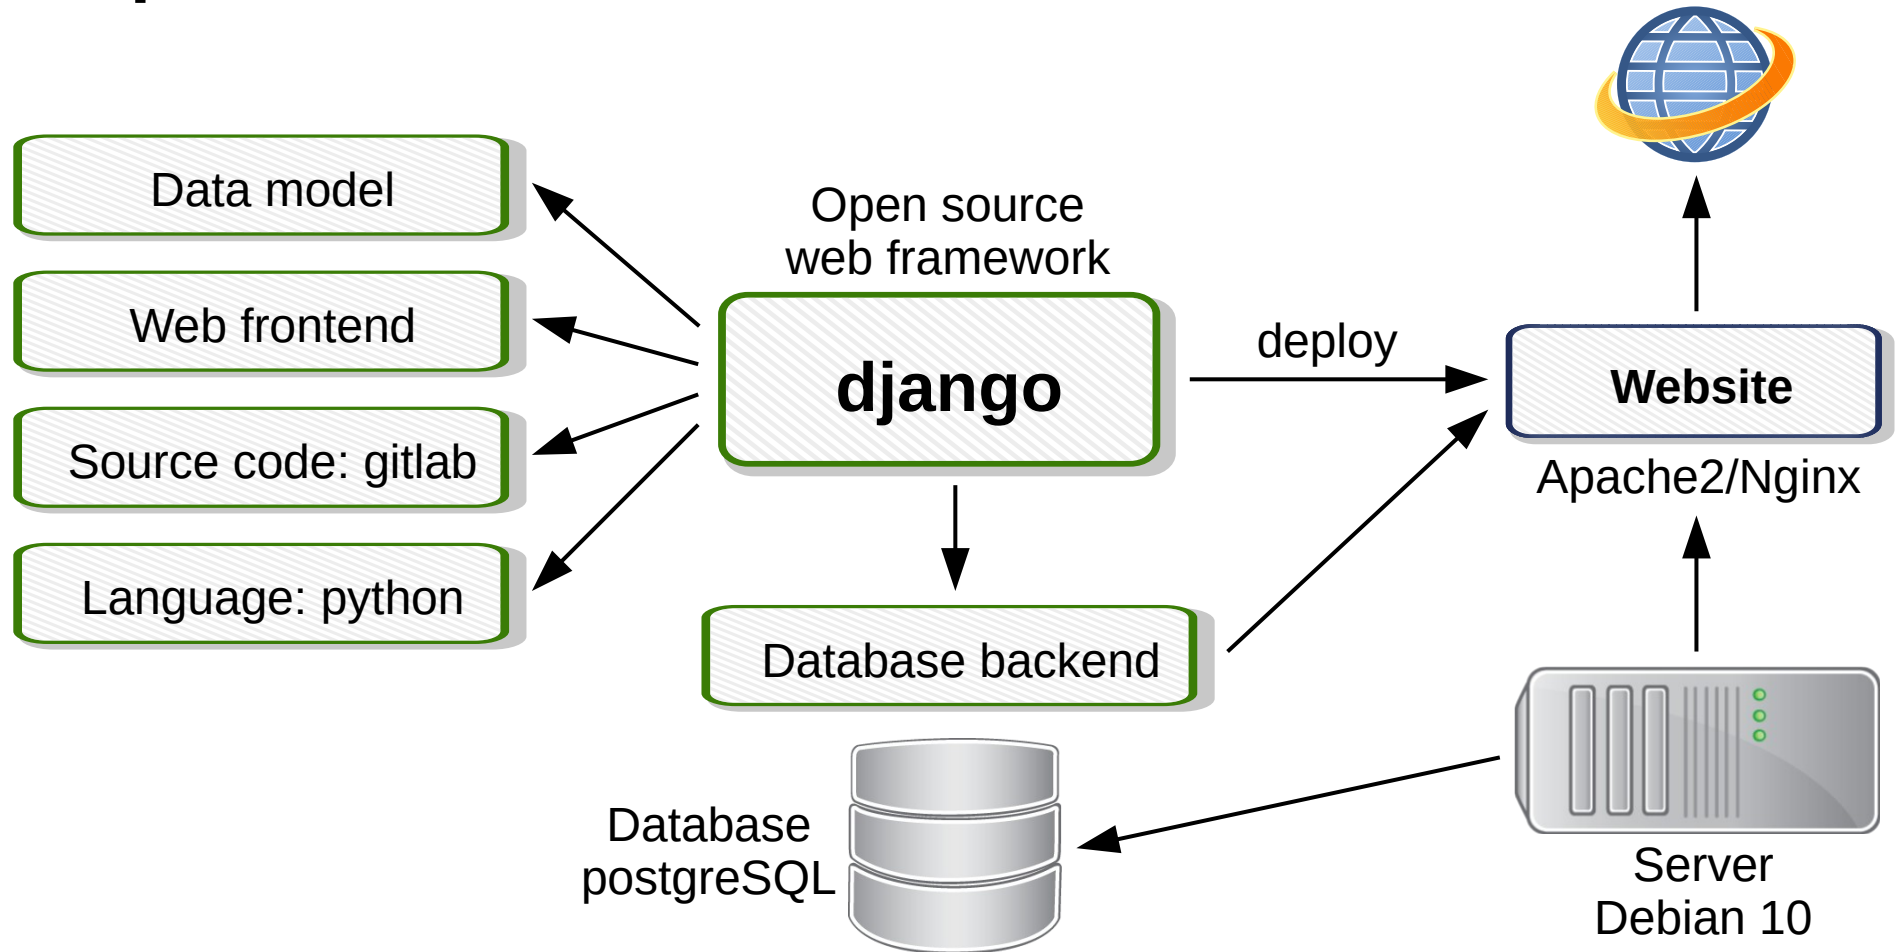 Data model
Web frontend
Source code: gitlab
Language: python
Open source
web framework
django
deploy
Website
Apache2/Nginx
Database backend
Database
postgreSQL
Server
Debian 10